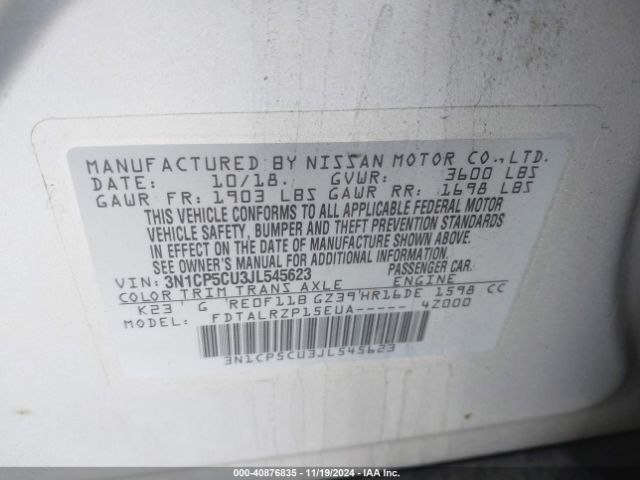 MANUFACTURED BY NISSAN MOTOR CO.,LTD.
DATE: 10/18. GVWR: 3600 LBS
GAWR FR: 1903 LBS GAWR RR: 1698 LBS
THIS VEHICLE CONFORMS TO ALL APPLICABLE FEDERAL MOTOR
VEHICLE SAFETY, BUMPER AND THEFT PREVENTION STANDARDS
IN EFFECT ON THE DATE OF MANUFACTURE SHOWN ABOVE.
SEE OWNER'S MANUAL FOR ADDITIONAL INFORMATION.
VIN: 3N1CP5CU3JL545623 PASSENGER CAR.
COLOR TRIM TRANS AXLE ENGINE
K23 G RE0F11B GZ39 HR16DE 1598 CC
MODEL: FDTALRZP15EUA----- 4Z000
3N1CP5CU3JL545623
000-40876835 - 11/19/2024 - IAA Inc.